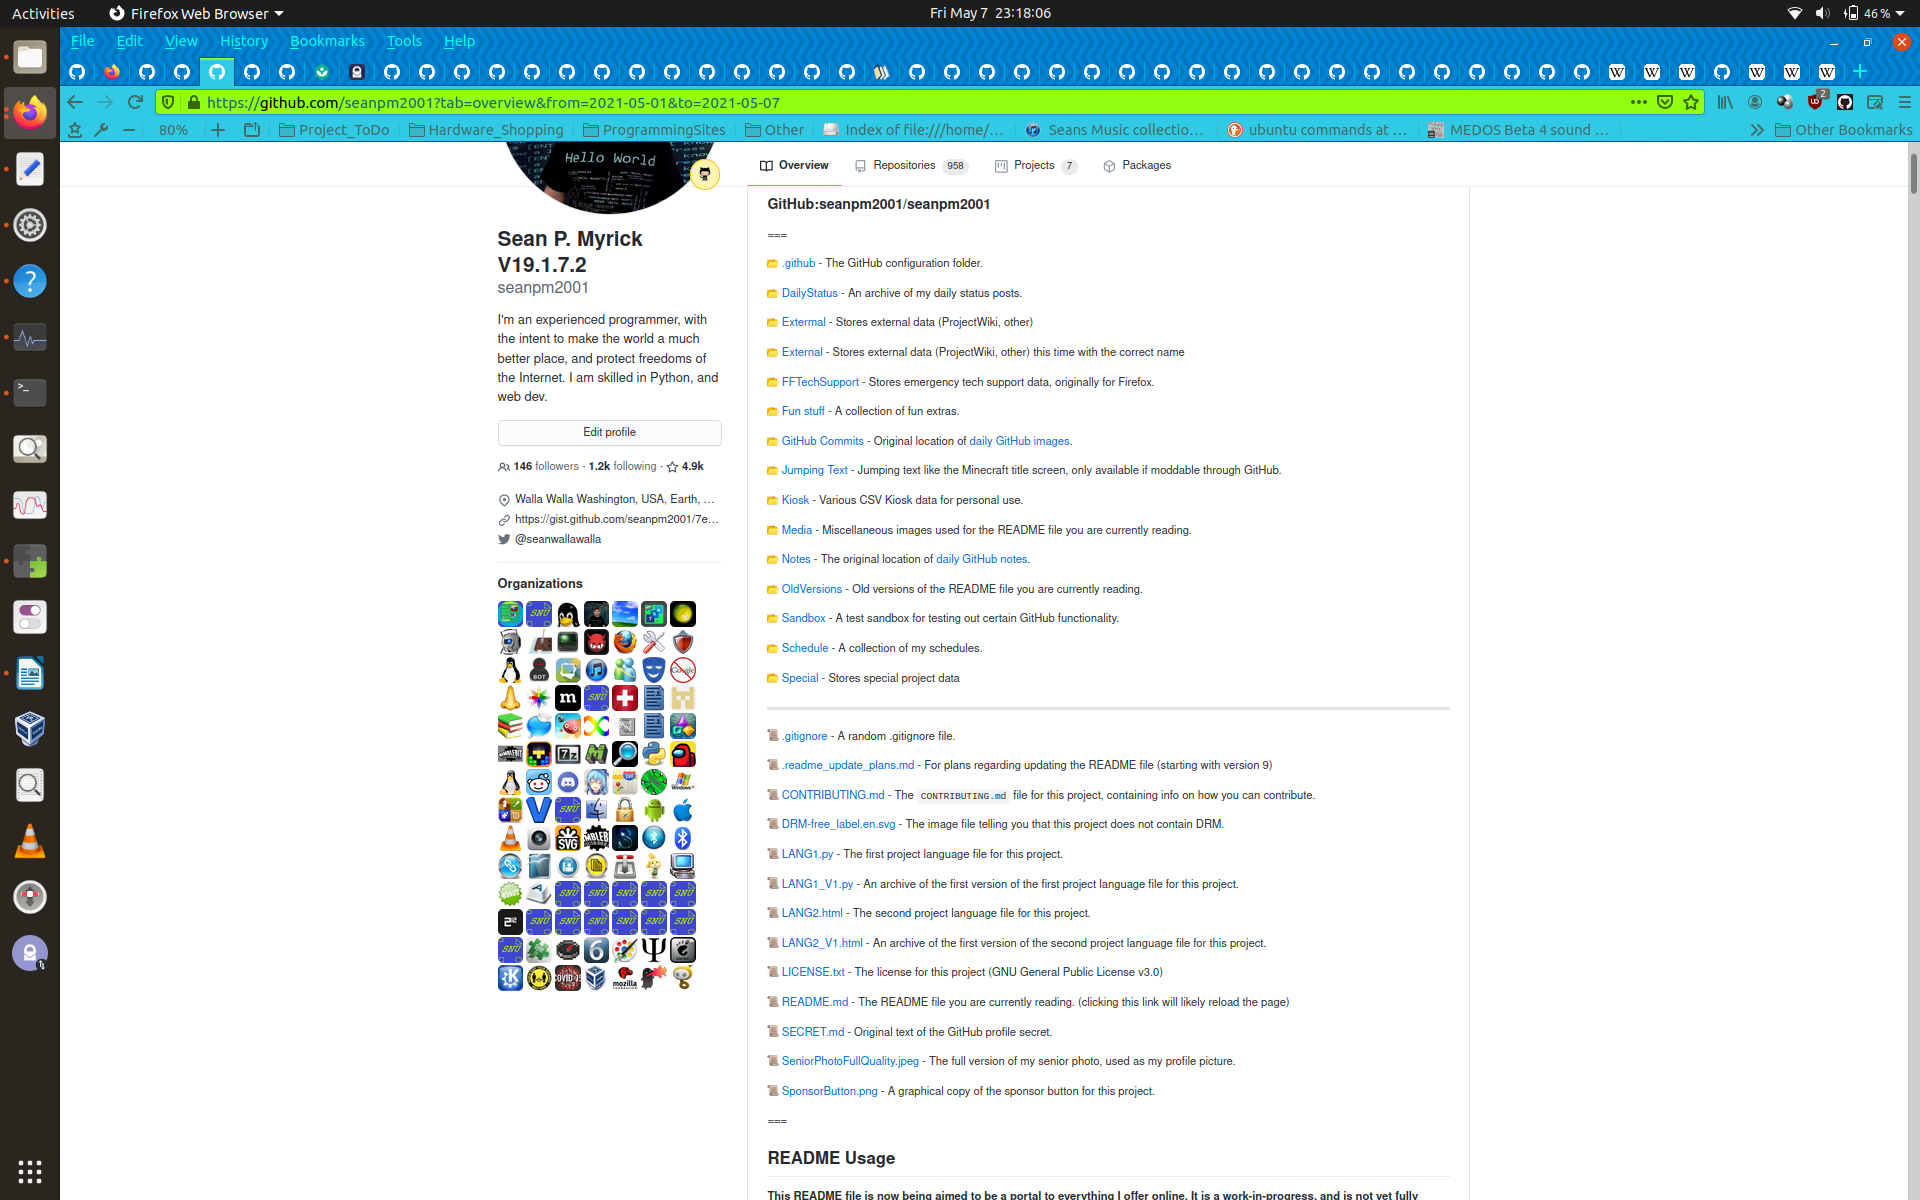 Activities
Firefox Web Browser
Fri May 7 23:18:06
46 %
File Edit View History Bookmarks Tools Help
https://github.com/seanpm2001?tab=overview&from=2021-05-01&to=2021-05-07
2
80%
Project_ToDo
Hardware_Shopping
ProgrammingSites
Other
Index of file:///home/...
Seans Music collectio...
ubuntu commands at ...
MEDOS Beta 4 sound ...
Other Bookmarks
Hello World
Overview
Repositories 958
Projects 7
Packages
Sean P. Myrick
V19.1.7.2
seanpm2001
I'm an experienced programmer, with
the intent to make the world a much
better place, and protect freedoms of
the Internet. I am skilled in Python, and
web dev.
Edit profile
146 followers · 1.2k following · 4.9k
Walla Walla Washington, USA, Earth, ...
https://gist.github.com/seanpm2001/7e...
@seanwallawalla
Organizations
GitHub:seanpm2001/seanpm2001
===
.github - The GitHub configuration folder.
DailyStatus - An archive of my daily status posts.
Extermal - Stores external data (ProjectWiki, other)
External - Stores external data (ProjectWiki, other) this time with the correct name
FFTechSupport - Stores emergency tech support data, originally for Firefox.
Fun stuff - A collection of fun extras.
GitHub Commits - Original location of daily GitHub images.
Jumping Text - Jumping text like the Minecraft title screen, only available if moddable through GitHub.
Kiosk - Various CSV Kiosk data for personal use.
Media - Miscellaneous images used for the README file you are currently reading.
Notes - The original location of daily GitHub notes.
OldVersions - Old versions of the README file you are currently reading.
Sandbox - A test sandbox for testing out certain GitHub functionality.
Schedule - A collection of my schedules.
Special - Stores special project data
.gitignore - A random .gitignore file.
.readme_update_plans.md - For plans regarding updating the README file (starting with version 9)
CONTRIBUTING.md - The CONTRIBUTING.md file for this project, containing info on how you can contribute.
DRM-free_label.en.svg - The image file telling you that this project does not contain DRM.
LANG1.py - The first project language file for this project.
LANG1_V1.py - An archive of the first version of the first project language file for this project.
LANG2.html - The second project language file for this project.
LANG2_V1.html - An archive of the first version of the second project language file for this project.
LICENSE.txt - The license for this project (GNU General Public License v3.0)
README.md - The README file you are currently reading. (clicking this link will likely reload the page)
SECRET.md - Original text of the GitHub profile secret.
SeniorPhotoFullQuality.jpeg - The full version of my senior photo, used as my profile picture.
SponsorButton.png - A graphical copy of the sponsor button for this project.
===
README Usage
This README file is now being aimed to be a portal to everything I offer online. It is a work-in-progress, and is not yet fully